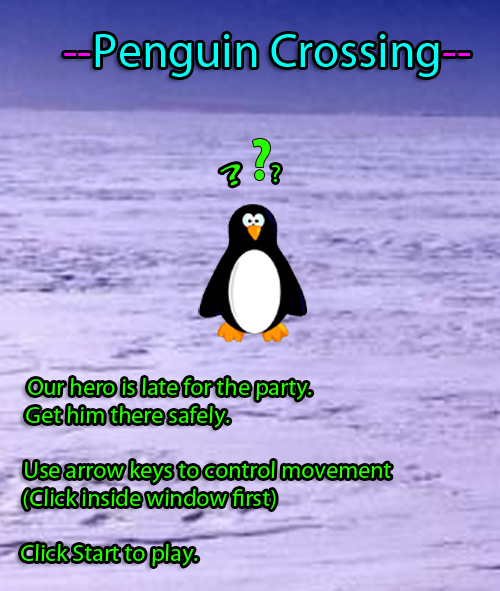 --Penguin Crossing--
? ? ?
Our hero is late for the party.
Get him there safely.
Use arrow keys to control movement
(Click inside window first)
Click Start to play.